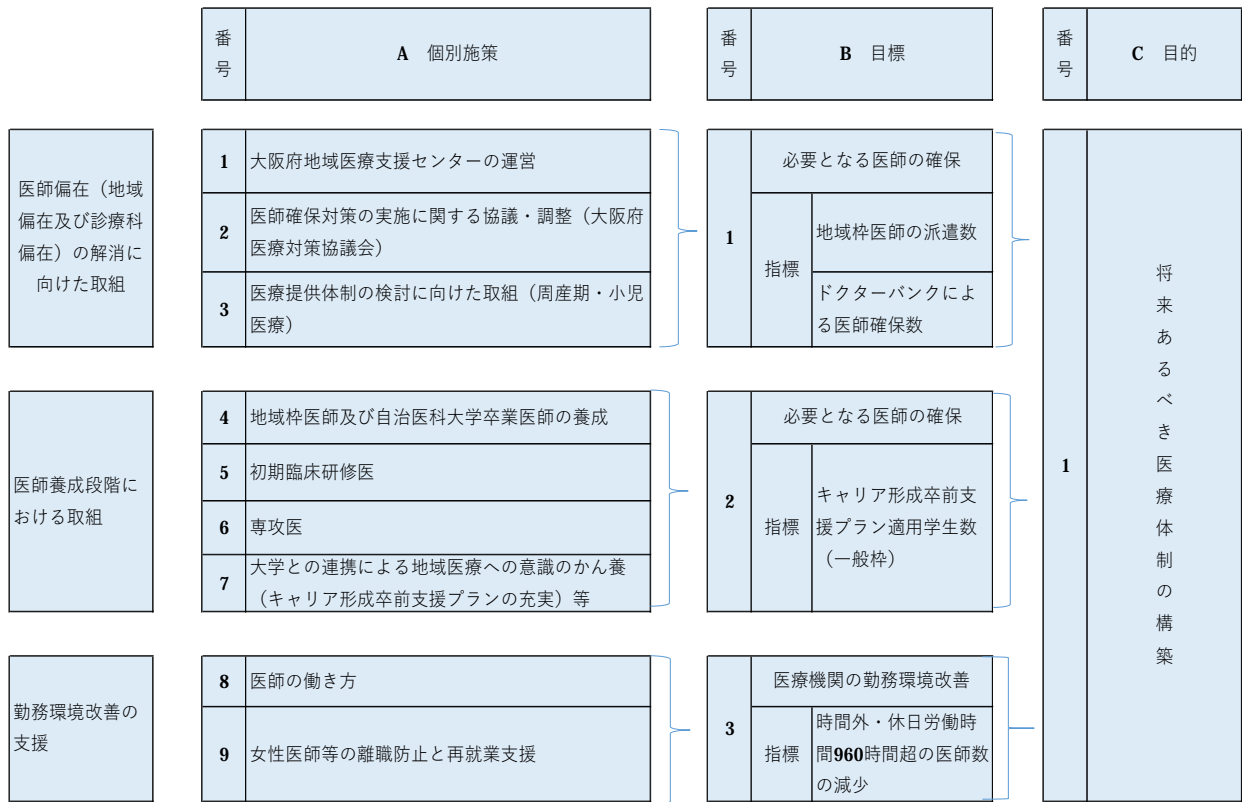 番
号
A 個別施策
番
号
B 目標
番
号
C 目的
医師偏在（地域
偏在及び診療科
偏在）の解消に
向けた取組
1 大阪府地域医療支援センターの運営
2 医師確保対策の実施に関する協議・調整（大阪府
医療対策協議会）
3 医療提供体制の検討に向けた取組（周産期・小児
医療）
1
必要となる医師の確保
指標
地域枠医師の派遣数
ドクターバンクによ
る医師確保数
医師養成段階に
おける取組
4 地域枠医師及び自治医科大学卒業医師の養成
5 初期臨床研修医
6 専攻医
7 大学との連携による地域医療への意識のかん養
（キャリア形成卒前支援プランの充実）等
2
必要となる医師の確保
指標
キャリア形成卒前支
援プラン適用学生数
（一般枠）
勤務環境改善の
支援
8 医師の働き方
9 女性医師等の離職防止と再就業支援
3
医療機関の勤務環境改善
指標
時間外・休日労働時
間960時間超の医師数
の減少
1
将来あるべき医療体制の構築